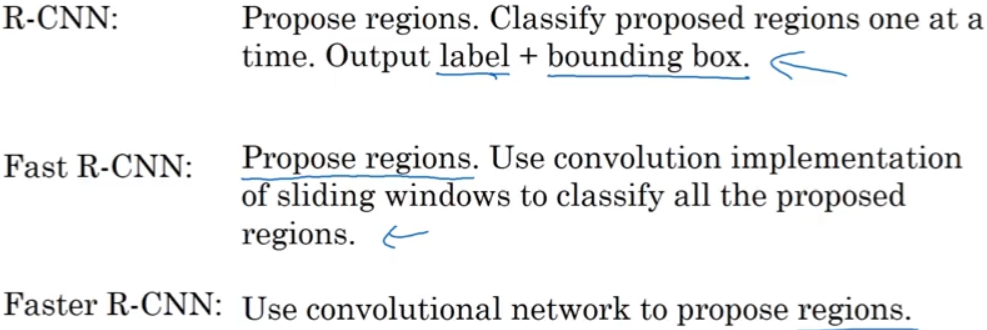 R-CNN: Propose regions. Classify proposed regions one at a
time. Output label + bounding box.
Fast R-CNN: Propose regions. Use convolution implementation
of sliding windows to classify all the proposed
regions.
Faster R-CNN: Use convolutional network to propose regions.